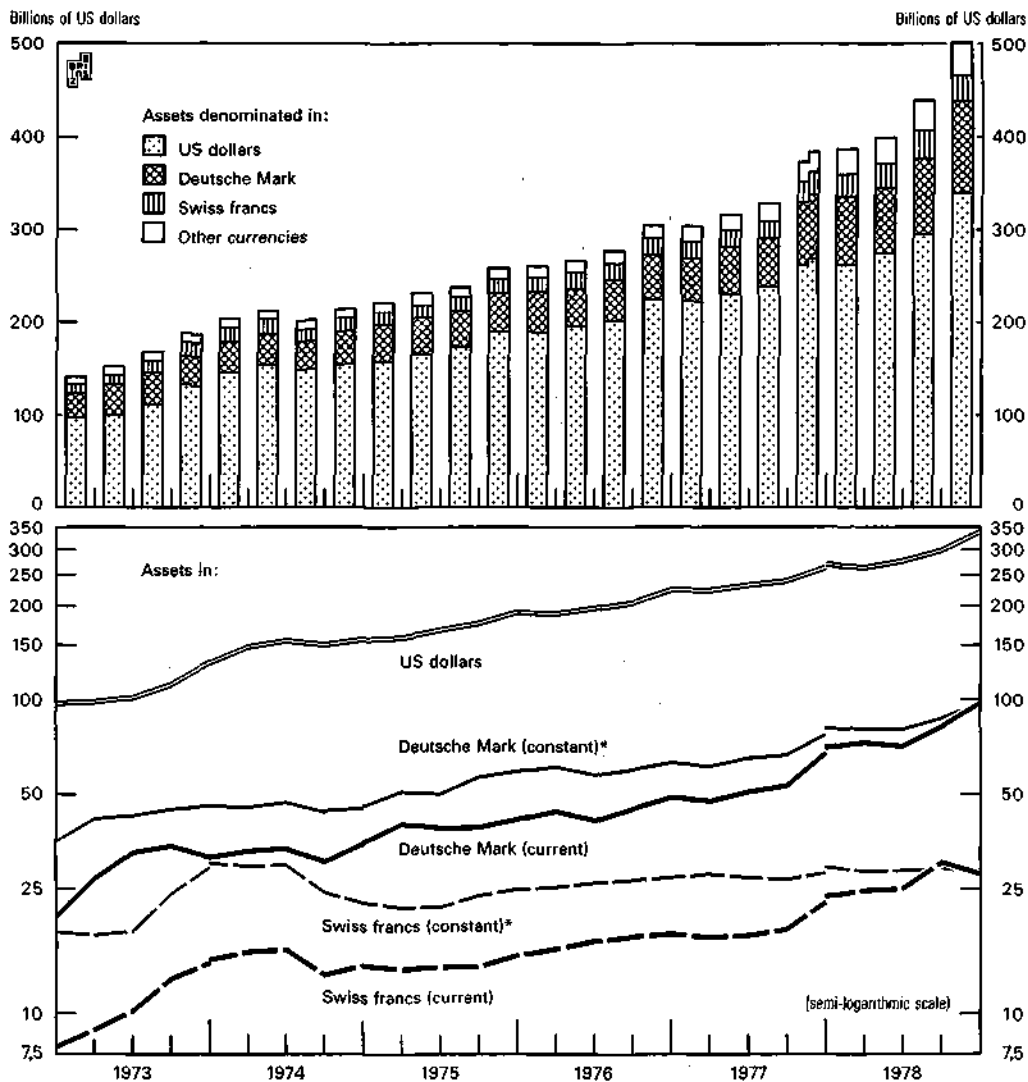 Billions of US dollars Billions of US dollars
500 500
400 400
300 300
200 200
100 100
0 0
Assets denominated in:
US dollars
Deutsche Mark
Swiss francs
Other currencies
350 350
300 300
250 250
200 200
150 150
100 100
50 50
25 25
10 10
7,5 7,5
Assets in:
US dollars
Deutsche Mark (constant)*
Deutsche Mark (current)
Swiss francs (constant)*
Swiss francs (current)
(semi-logarithmic scale)
1973 1974 1975 1976 1977 1978